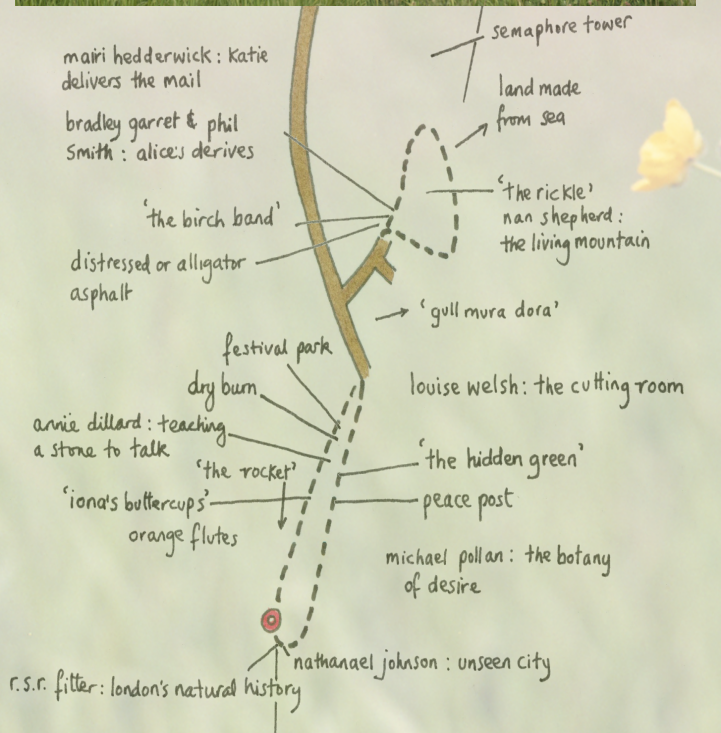 semaphore tower
mairi hedderwick : Katie
delivers the mail
land made
from sea
bradley garret & phil
Smith : alice's derives
'the rickle'
nan shepherd :
the living mountain
'the birch band'
distressed or alligator
asphalt
'gull mura dora'
festival park
dry burn
louise welsh : the cutting room
annie dillard : teaching
a stone to talk
'the hidden green'
'the rocket'
'iona's buttercups'
peace post
orange flutes
michael pollan : the botany
of desire
nathanael johnson : unseen city
r.s.r. fitter : london's natural history